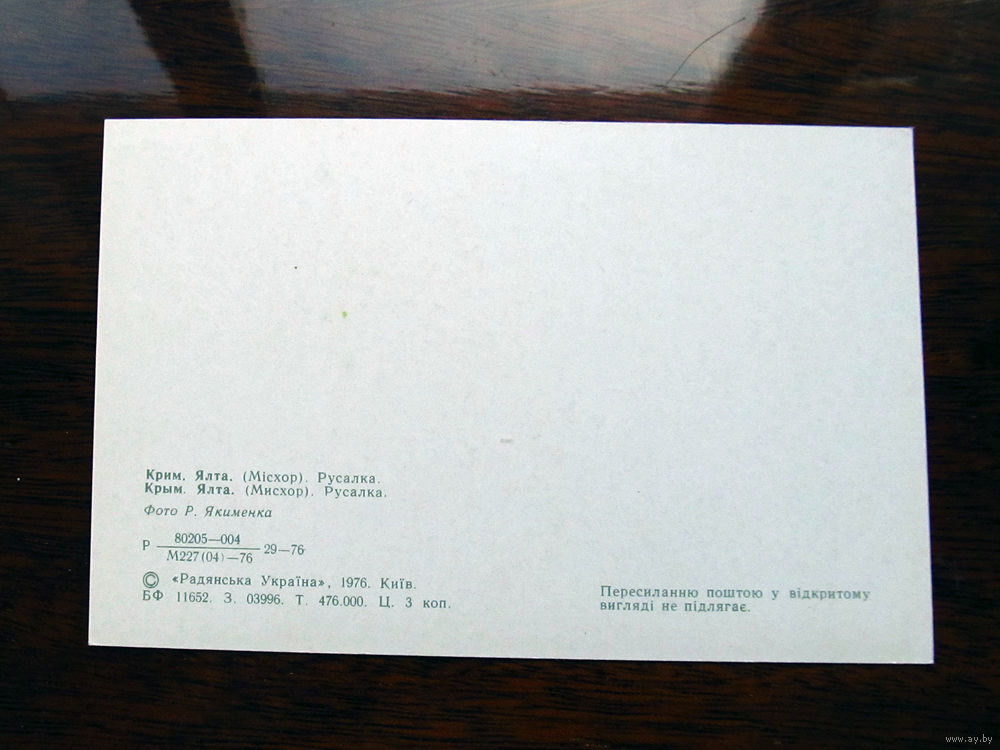 Крим. Ялта. (Місхор). Русалка.
Крым. Ялта. (Мисхор). Русалка.
Фото Р. Якименка
Р 80205—004
М227(04)—76 29—76
© «Радянська Україна», 1976. Київ.
БФ 11652. З. 03996. Т. 476.000. Ц. 3 коп.
Пересиланню поштою у відкритому
вигляді не підлягає.
www.ay.by